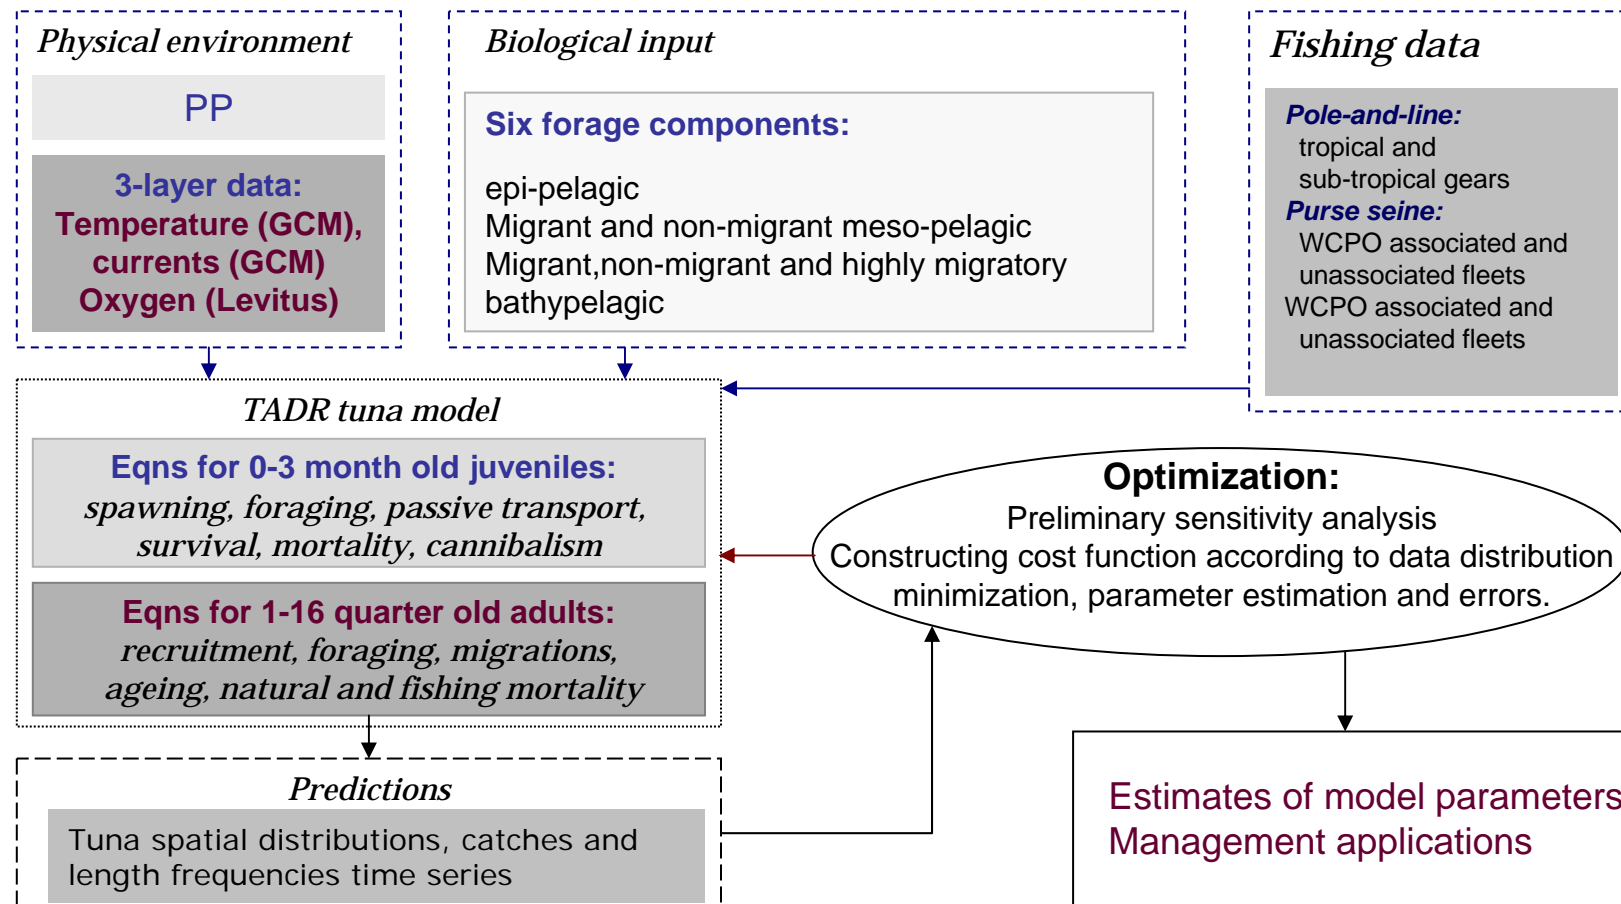 Physical environment
PP
3-layer data:
Temperature (GCM),
currents (GCM)
Oxygen (Levitus)
Biological input
Six forage components:
epi-pelagic
Migrant and non-migrant meso-pelagic
Migrant,non-migrant and highly migratory
bathypelagic
Fishing data
Pole-and-line:
tropical and
sub-tropical gears
Purse seine:
WCPO associated and
unassociated fleets
WCPO associated and
unassociated fleets
TADR tuna model
Eqns for 0-3 month old juveniles:
spawning, foraging, passive transport,
survival, mortality, cannibalism
Eqns for 1-16 quarter old adults:
recruitment, foraging, migrations,
ageing, natural and fishing mortality
Optimization:
Preliminary sensitivity analysis
Constructing cost function according to data distribution
minimization, parameter estimation and errors.
Predictions
Tuna spatial distributions, catches and
length frequencies time series
Estimates of model parameters
Management applications